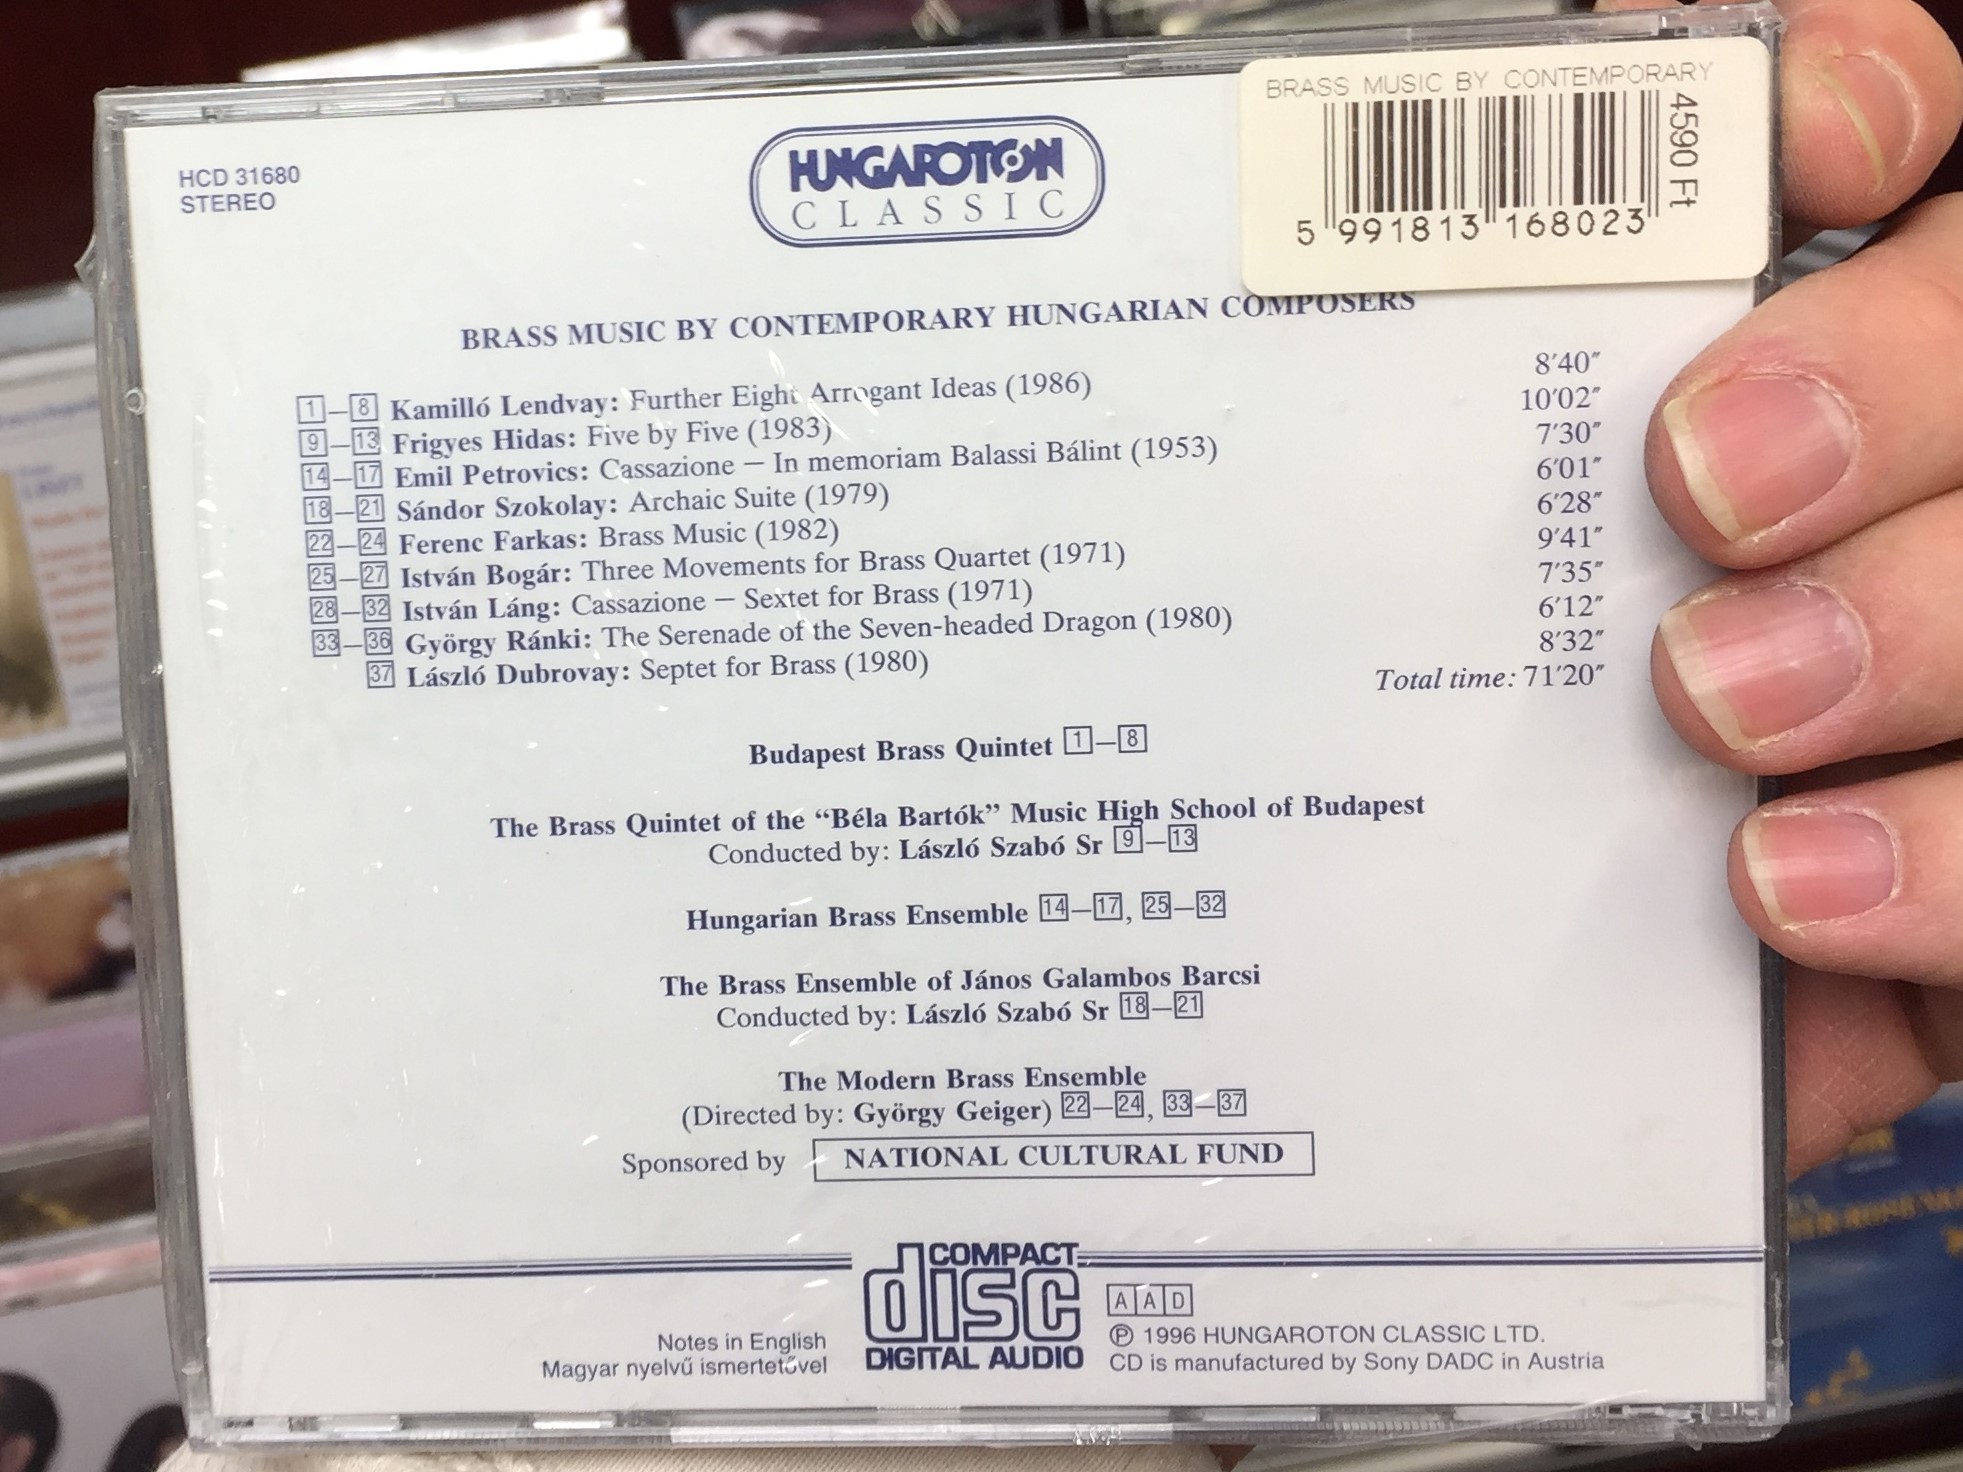 BRASS MUSIC BY CONTEMPORARY
4590 Ft
5 991813 168023
HCD 31680
STEREO
HUNGAROTON
CLASSIC
BRASS MUSIC BY CONTEMPORARY HUNGARIAN COMPOSERS
1–8 Kamilló Lendvay: Further Eight Arrogant Ideas (1986) 8′40″
9–13 Frigyes Hidas: Five by Five (1983) 10′02″
14–17 Emil Petrovics: Cassazione – In memoriam Balassi Bálint (1953) 7′30″
18–21 Sándor Szokolay: Archaic Suite (1979) 6′01″
22–24 Ferenc Farkas: Brass Music (1982) 6′28″
25–27 István Bogár: Three Movements for Brass Quartet (1971) 9′41″
28–32 István Láng: Cassazione – Sextet for Brass (1971) 7′35″
33–36 György Ránki: The Serenade of the Seven-headed Dragon (1980) 6′12″
37 László Dubrovay: Septet for Brass (1980) 8′32″
Total time: 71′20″
Budapest Brass Quintet 1–8
The Brass Quintet of the “Béla Bartók” Music High School of Budapest
Conducted by: László Szabó Sr 9–13
Hungarian Brass Ensemble 14–17, 25–32
The Brass Ensemble of János Galambos Barcsi
Conducted by: László Szabó Sr 18–21
The Modern Brass Ensemble
(Directed by: György Geiger) 22–24, 33–37
Sponsored by NATIONAL CULTURAL FUND
COMPACT
disc
DIGITAL AUDIO
Notes in English
Magyar nyelvű ismertetővel
AAD
℗ 1996 HUNGAROTON CLASSIC LTD.
CD is manufactured by Sony DADC in Austria